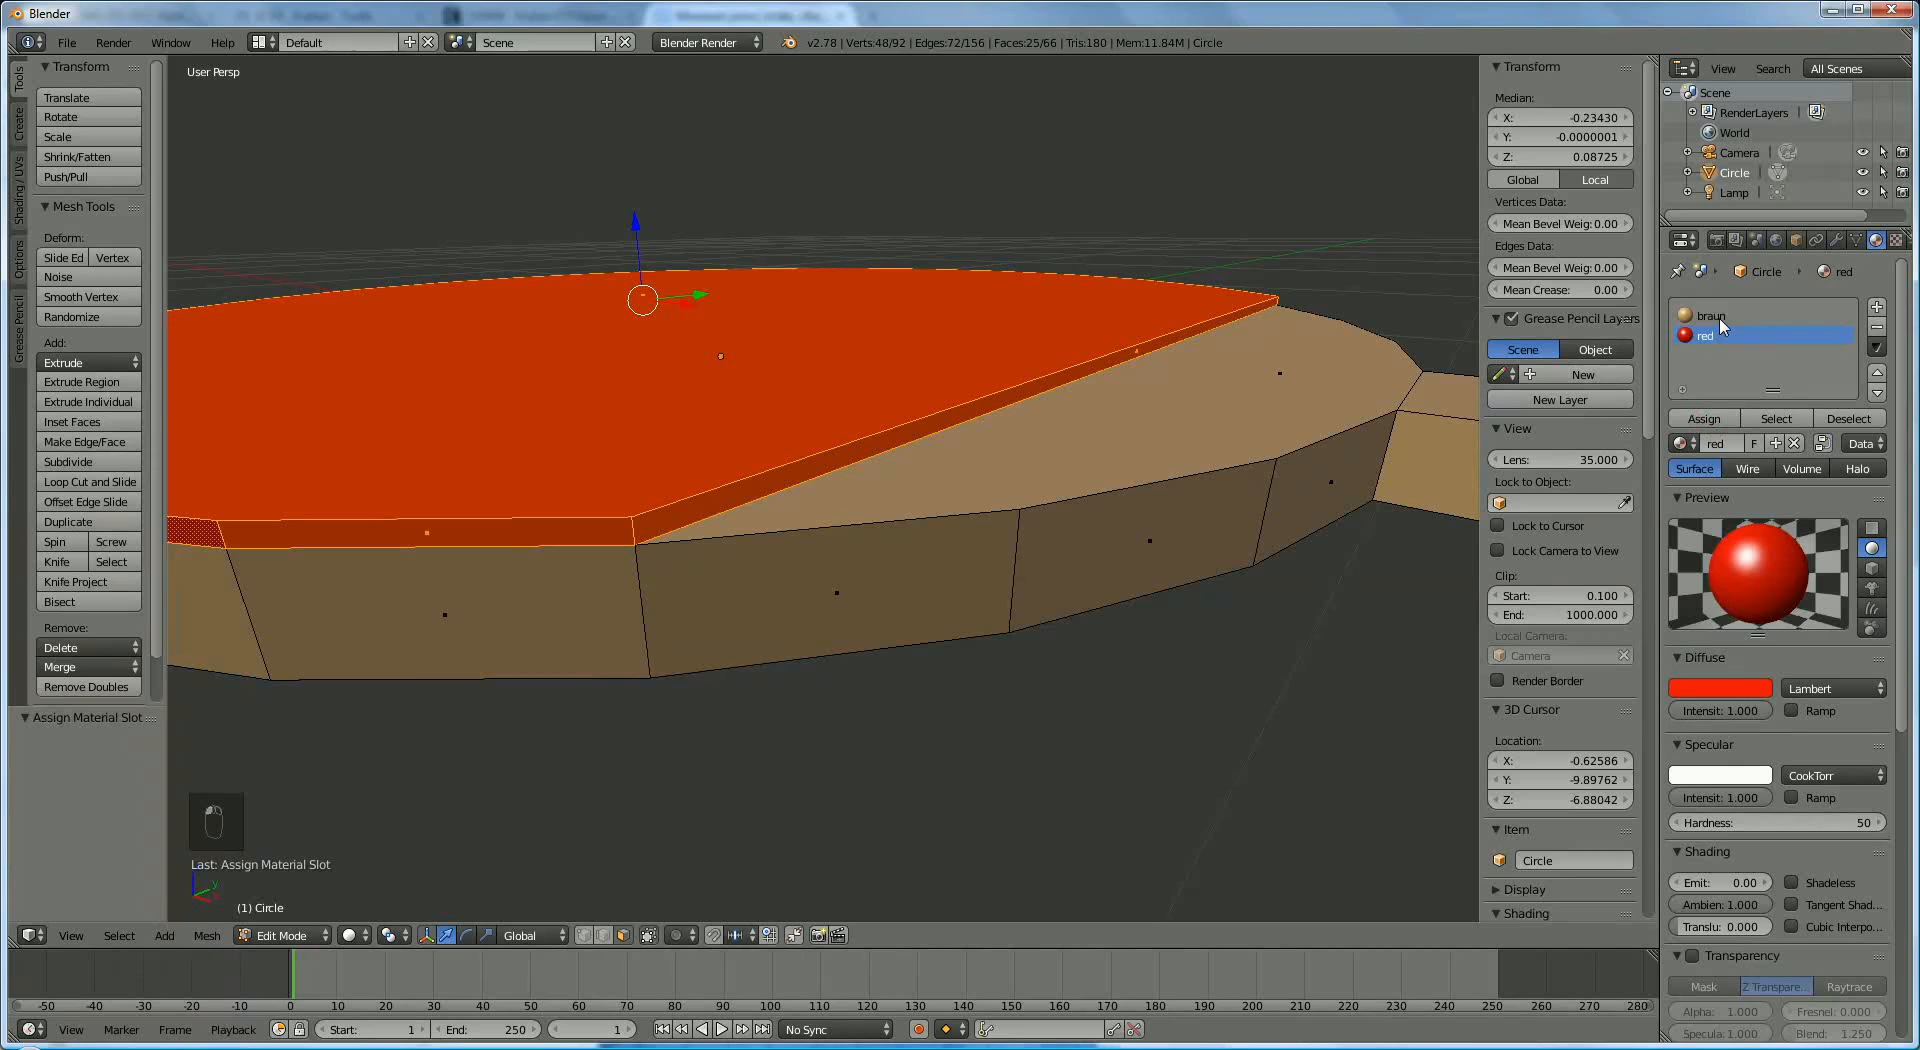 Blender
File Render Window Help Default Scene Blender Render v2.78 | Verts:48/92 | Edges:72/156 | Faces:25/66 | Tris:180 | Mem:11.84M | Circle
Tools
Create
Shading / UVs
Options
Grease Pencil
Transform
Translate
Rotate
Scale
Shrink/Fatten
Push/Pull
Mesh Tools
Deform:
Slide Ed Vertex
Noise
Smooth Vertex
Randomize
Add:
Extrude
Extrude Region
Extrude Individual
Inset Faces
Make Edge/Face
Subdivide
Loop Cut and Slide
Offset Edge Slide
Duplicate
Spin Screw
Knife Select
Knife Project
Bisect
Remove:
Delete
Merge
Remove Doubles
Assign Material Slot
User Persp
Last: Assign Material Slot
(1) Circle
Transform
Median:
X: -0.23430
Y: -0.0000001
Z: 0.08725
Global Local
Vertices Data:
Mean Bevel Weig: 0.00
Edges Data:
Mean Bevel Weig: 0.00
Mean Crease: 0.00
Grease Pencil Layers
Scene Object
New
New Layer
View
Lens: 35.000
Lock to Object:
Lock to Cursor
Lock Camera to View
Clip:
Start: 0.100
End: 1000.000
Local Camera:
Camera
Render Border
3D Cursor
Location:
X: -0.62586
Y: -9.89762
Z: -6.88042
Item
Circle
Display
Shading
View Search All Scenes
Scene
RenderLayers
World
Camera
Circle
Lamp
Circle red
braun
red
Assign Select Deselect
red F Data
Surface Wire Volume Halo
Preview
Diffuse
Lambert
Intensit: 1.000 Ramp
Specular
CookTorr
Intensit: 1.000 Ramp
Hardness: 50
Shading
Emit: 0.00 Shadeless
Ambien: 1.000 Tangent Shad...
Translu: 0.000 Cubic Interpo...
Transparency
Mask Z Transpare... Raytrace
Alpha: 1.000 Fresnel: 0.000
Specula: 1.000 Blend: 1.250
View Select Add Mesh Edit Mode Global
-50 -40 -30 -20 -10 0 10 20 30 40 50 60 70 80 90 100 110 120 130 140 150 160 170 180 190 200 210 220 230 240 250 260 270 280
View Marker Frame Playback Start: 1 End: 250 1 No Sync